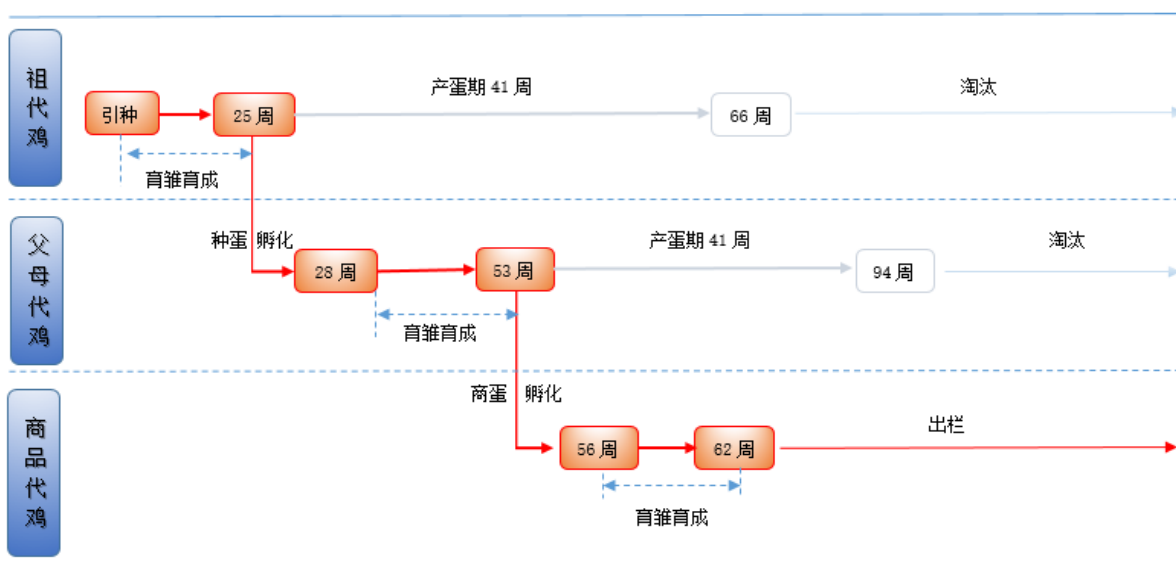 祖代鸡
产蛋期 41 周
淘汰
引种
25 周
66 周
育雏育成
父母代鸡
种蛋 孵化
产蛋期 41 周
淘汰
28 周
53 周
94 周
育雏育成
商品代鸡
商蛋 孵化
出栏
56 周
62 周
育雏育成